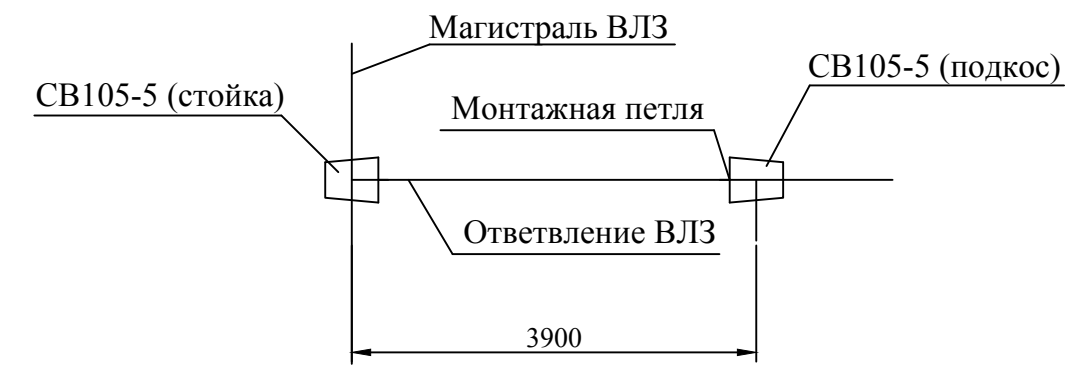 Магистраль ВЛЗ
СВ105-5 (стойка)
СВ105-5 (подкос)
Монтажная петля
Ответвление ВЛЗ
3900